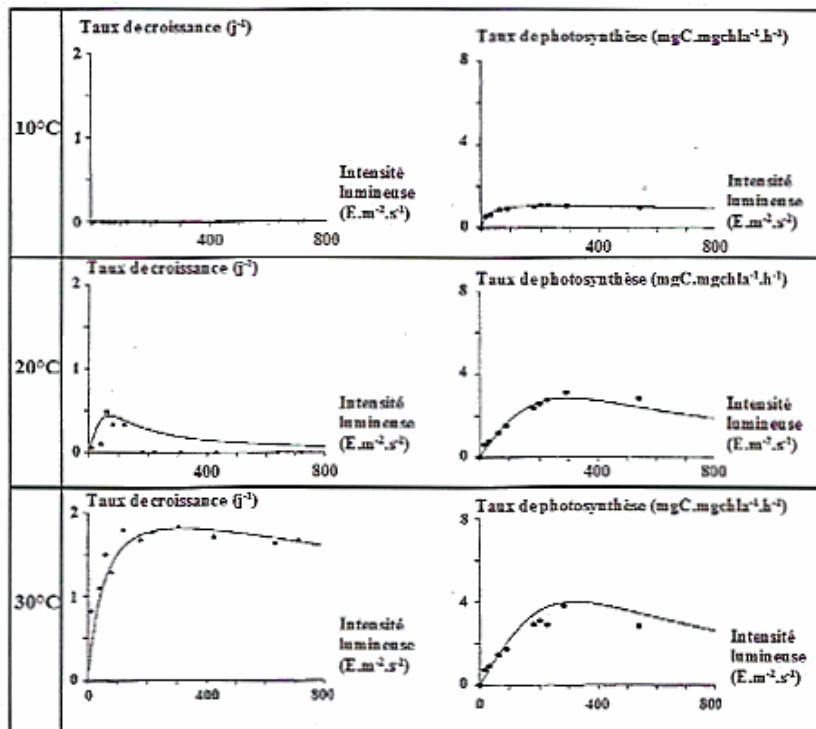 Taux de croissance (j⁻¹)
Taux de photosynthèse (mgC.mgchla⁻¹.h⁻¹)
10°C
2
1
0
0
400
800
Intensité
lumineuse
(E.m⁻².s⁻¹)
8
4
0
0
400
800
Intensité
lumineuse
(E.m⁻².s⁻¹)
Taux de croissance (j⁻¹)
Taux de photosynthèse (mgC.mgchla⁻¹.h⁻¹)
20°C
2
1
0
0
400
800
Intensité
lumineuse
(E.m⁻².s⁻¹)
8
4
0
0
400
800
Intensité
lumineuse
(E.m⁻².s⁻¹)
Taux de croissance (j⁻¹)
Taux de photosynthèse (mgC.mgchla⁻¹.h⁻¹)
30°C
2
1
0
0
400
800
Intensité
lumineuse
(E.m⁻².s⁻¹)
8
4
0
0
400
800
Intensité
lumineuse
(E.m⁻².s⁻¹)